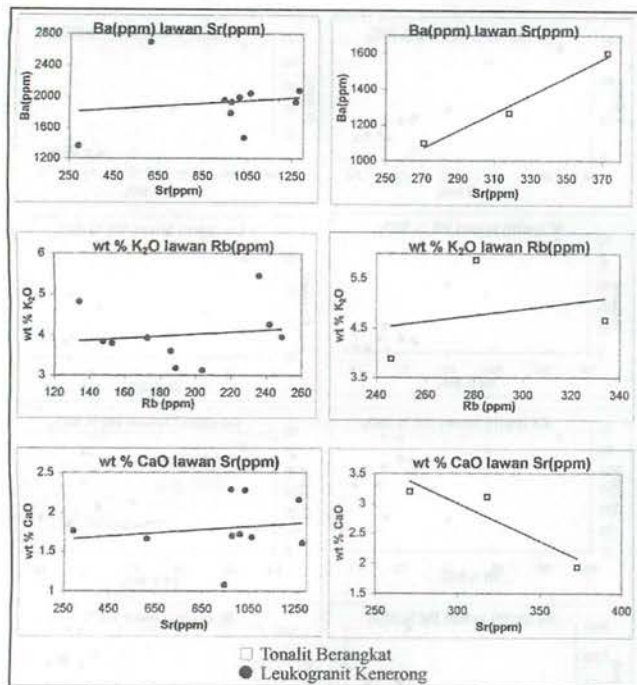 Ba(ppm) lawan Sr(ppm)
2800
2400
2000
1600
1200
Ba(ppm)
250 450 650 850 1050 1250
Sr(ppm)
Ba(ppm) lawan Sr(ppm)
1600
1400
1200
1000
Ba(ppm)
250 270 290 310 330 350 370
Sr(ppm)
wt % K₂O lawan Rb(ppm)
6
5
4
3
wt % K₂O
120 140 160 180 200 220 240 260
Rb (ppm)
wt % K₂O lawan Rb(ppm)
5.5
4.5
3.5
wt % K₂O
240 260 280 300 320 340
Rb (ppm)
wt % CaO lawan Sr(ppm)
2.5
2
1.5
1
wt % CaO
250 450 650 850 1050 1250
Sr(ppm)
wt % CaO lawan Sr(ppm)
3.5
3
2.5
2
1.5
wt % CaO
250 300 350 400
Sr(ppm)
Tonalit Berangkat
Leukogranit Kenerong